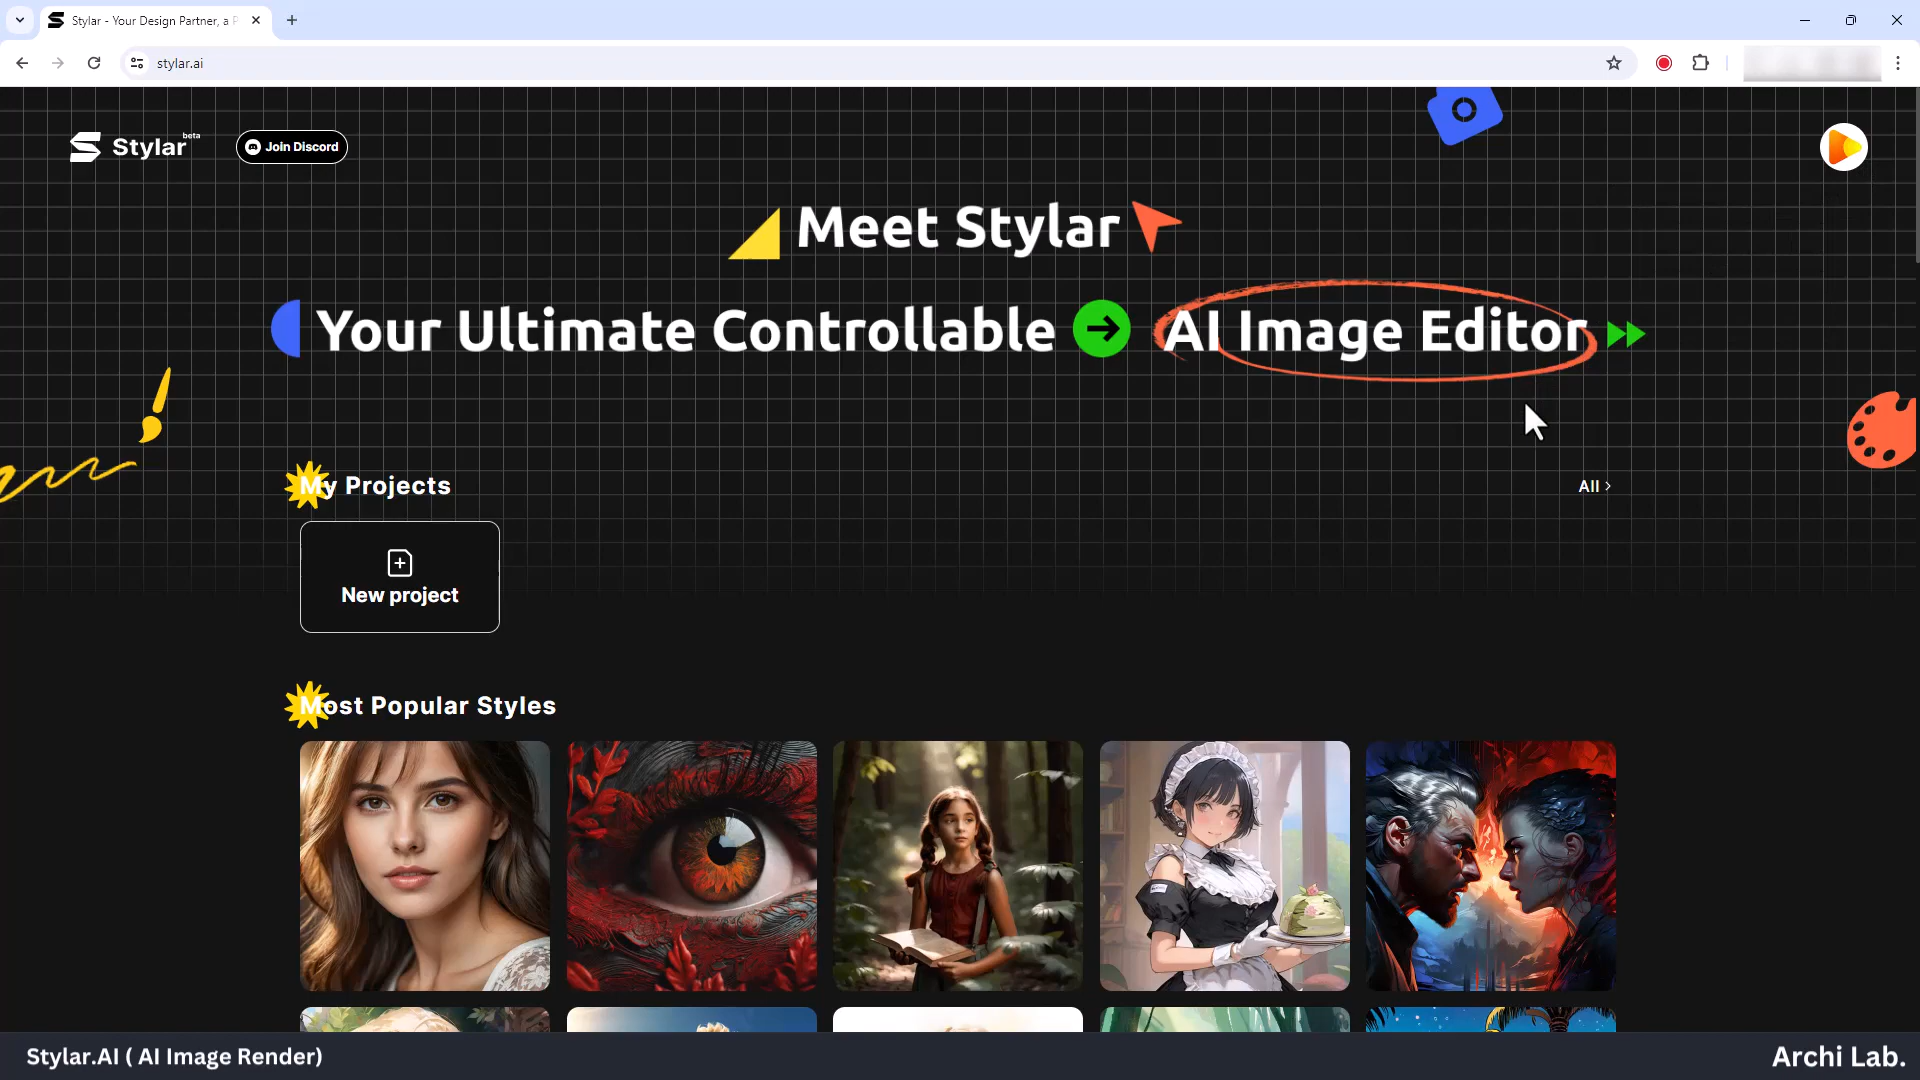 Stylar - Your Design Partner, a P
stylar.ai
Stylar beta
Join Discord
Meet Stylar
Your Ultimate Controllable AI Image Editor
My Projects
All
New project
Most Popular Styles
Stylar.AI ( AI Image Render)
Archi Lab.